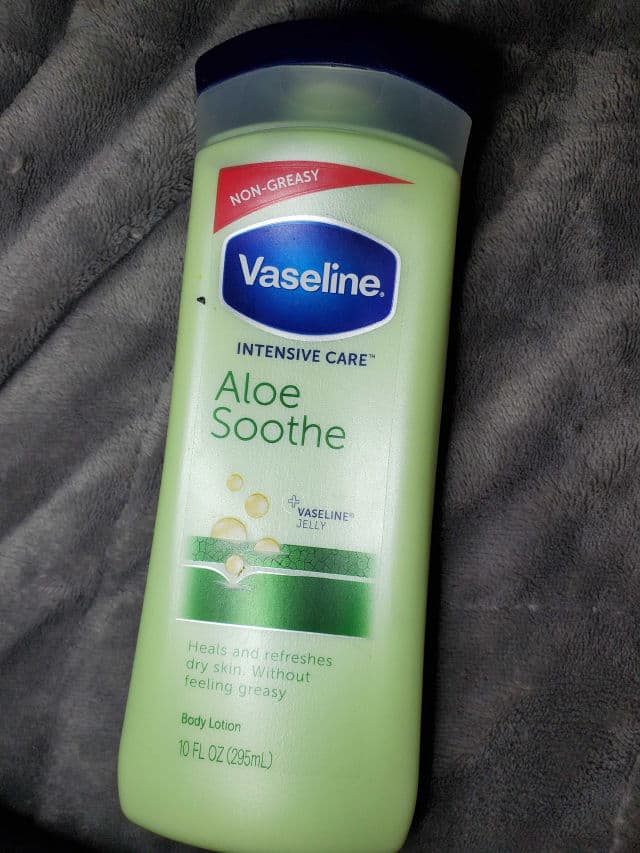 NON-GREASY
Vaseline®
INTENSIVE CARE™
Aloe
Soothe
+VASELINE®
JELLY
Heals and refreshes
dry skin. Without
feeling greasy
Body Lotion
10 FL OZ (295mL)